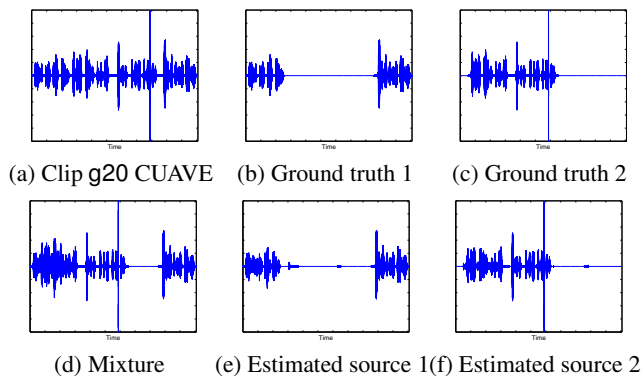 Time
Time
Time
(a) Clip g20 CUAVE
(b) Ground truth 1
(c) Ground truth 2
Time
Time
Time
(d) Mixture
(e) Estimated source 1
(f) Estimated source 2